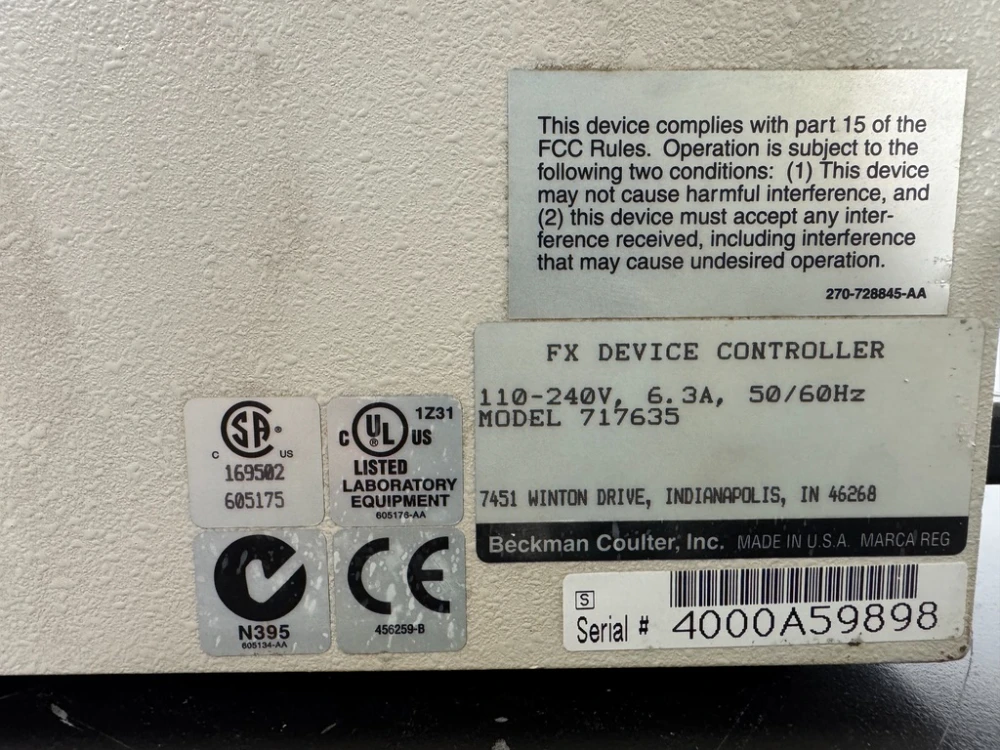 This device complies with part 15 of the
FCC Rules. Operation is subject to the
following two conditions: (1) This device
may not cause harmful interference, and
(2) this device must accept any inter-
ference received, including interference
that may cause undesired operation.
270-728845-AA
FX DEVICE CONTROLLER
110-240V, 6.3A, 50/60Hz
MODEL 717635
7451 WINTON DRIVE, INDIANAPOLIS, IN 46268
Beckman Coulter, Inc. MADE IN U.S.A. MARCA REG
SA ®
C US
169502
605175
1Z31
C UL US
LISTED
LABORATORY
EQUIPMENT
605176-AA
N395
605134-AA
CE
456259-B
S
Serial # 4000A59898